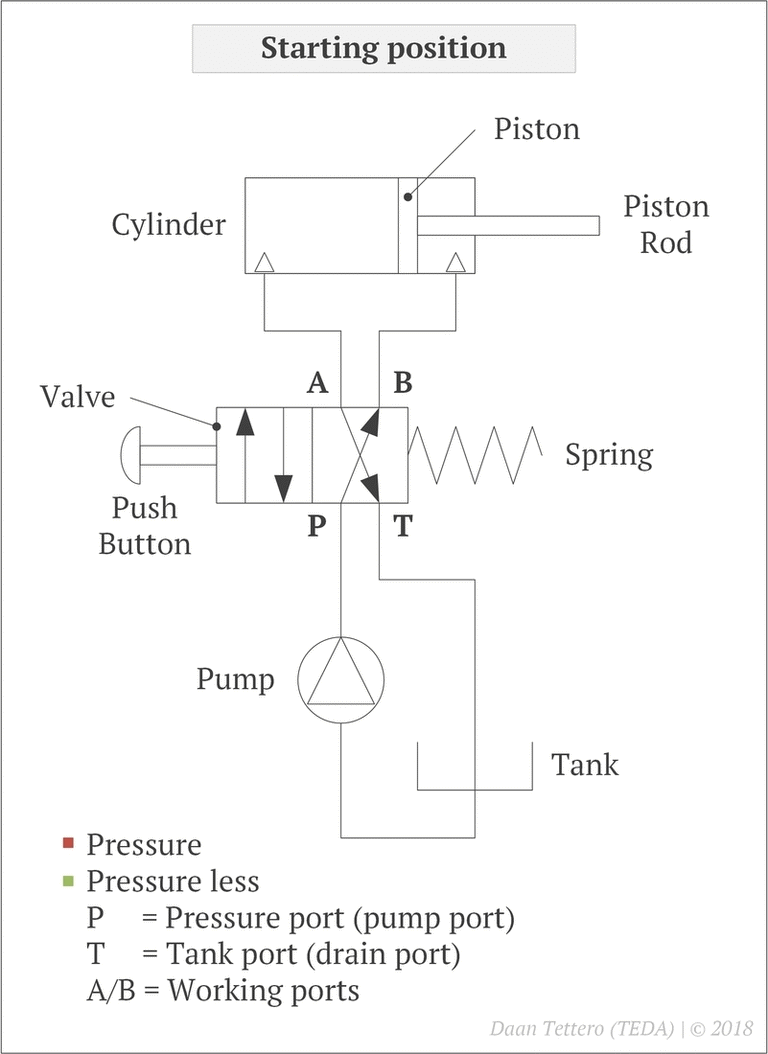 Starting position
Piston
Cylinder
Piston
Rod
A
B
Valve
Spring
Push
Button
P
T
Pump
Tank
Pressure
Pressure less
P = Pressure port (pump port)
T = Tank port (drain port)
A/B = Working ports
Daan Tettero (TEDA) | © 2018